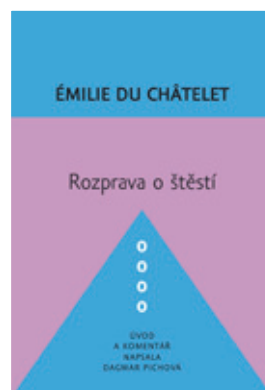 ÉMILIE DU CHÂTELET
Rozprava o štěstí
O
O
O
O
ÚVOD
A KOMENTÁŘ
NAPSALA
DAGMAR PICHOVÁ